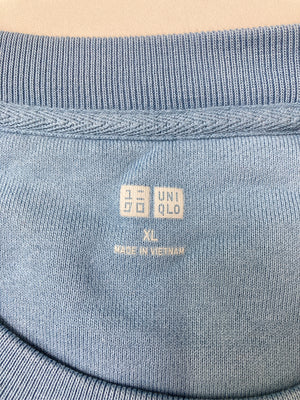 ユニ UNI
クロ QLO
XL
MADE IN VIETNAM